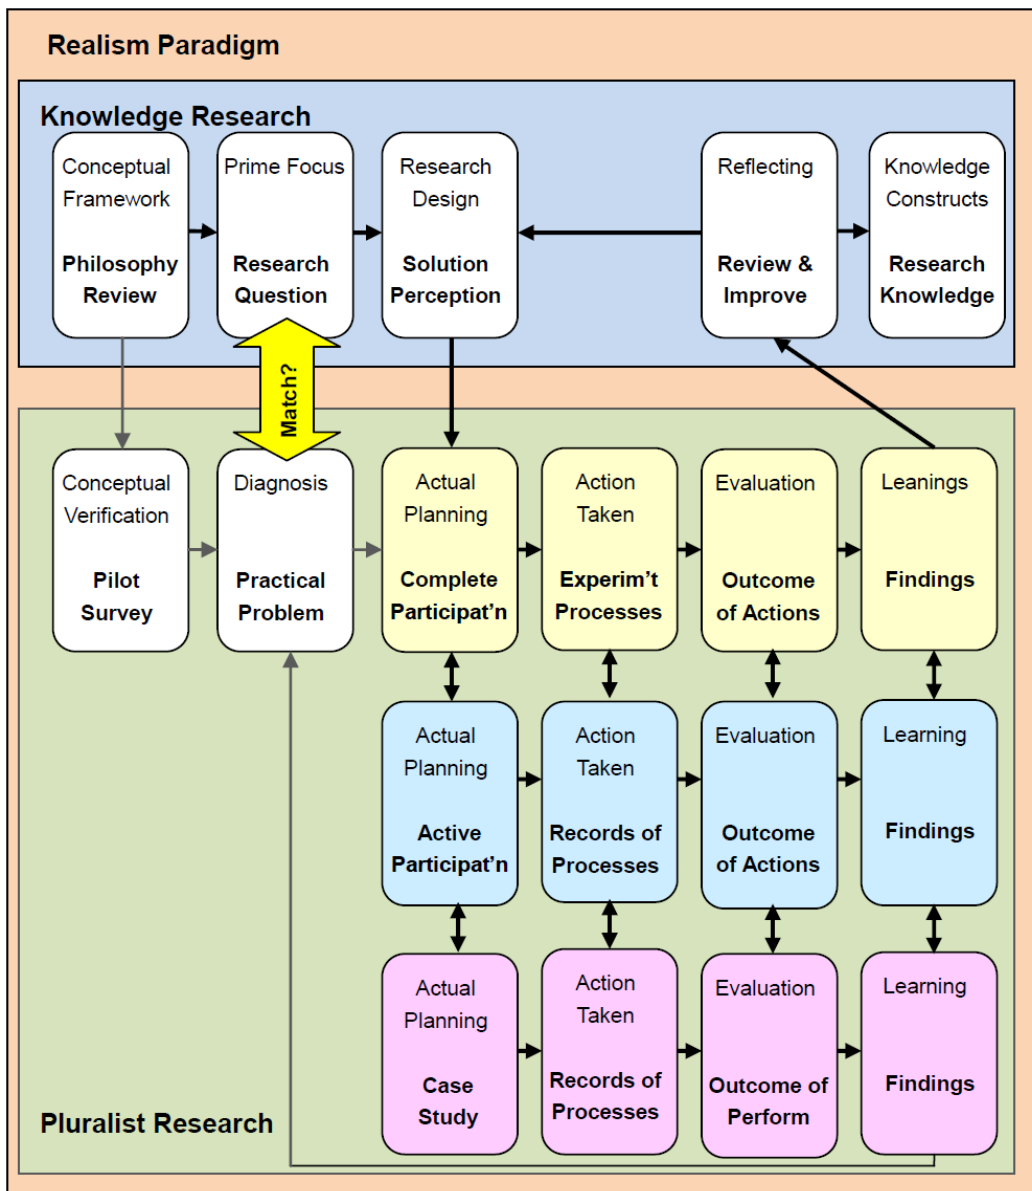 Realism Paradigm
Knowledge Research
Conceptual
Framework
Philosophy
Review
Prime Focus
Research
Question
Research
Design
Solution
Perception
Reflecting
Review &
Improve
Knowledge
Constructs
Research
Knowledge
Match?
Conceptual
Verification
Pilot
Survey
Diagnosis
Practical
Problem
Actual
Planning
Complete
Participat'n
Action
Taken
Experim't
Processes
Evaluation
Outcome
of Actions
Leanings
Findings
Actual
Planning
Active
Participat'n
Action
Taken
Records of
Processes
Evaluation
Outcome
of Actions
Learning
Findings
Actual
Planning
Case
Study
Action
Taken
Records of
Processes
Evaluation
Outcome of
Perform
Learning
Findings
Pluralist Research